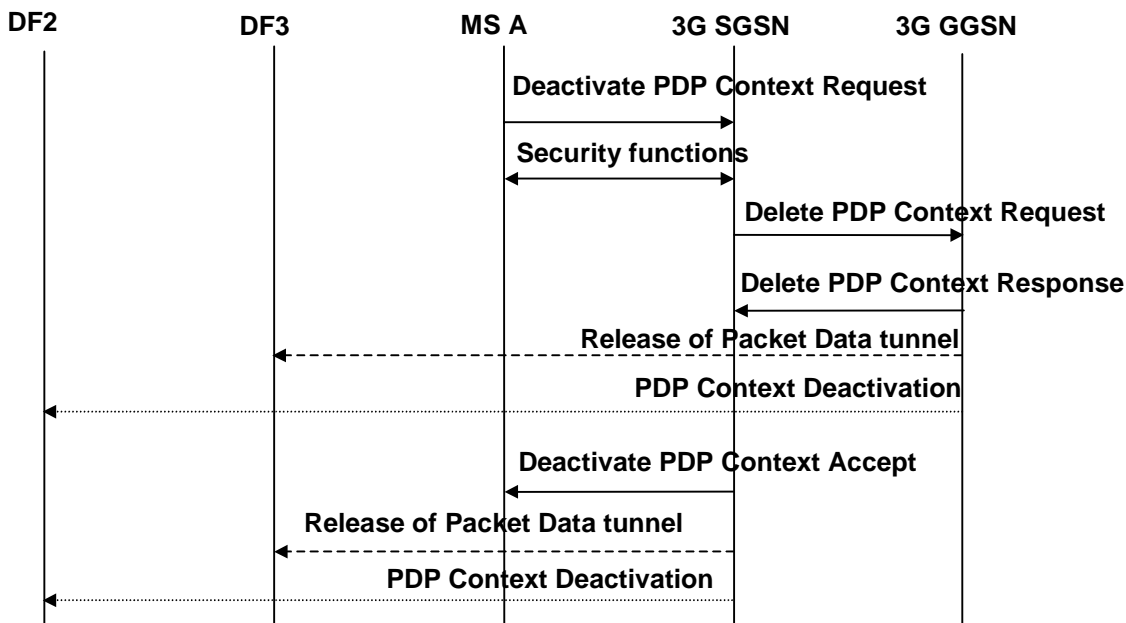 DF2 DF3 MS A 3G SGSN 3G GGSN
Deactivate PDP Context Request
Security functions
Delete PDP Context Request
Delete PDP Context Response
Release of Packet Data tunnel
PDP Context Deactivation
Deactivate PDP Context Accept
Release of Packet Data tunnel
PDP Context Deactivation